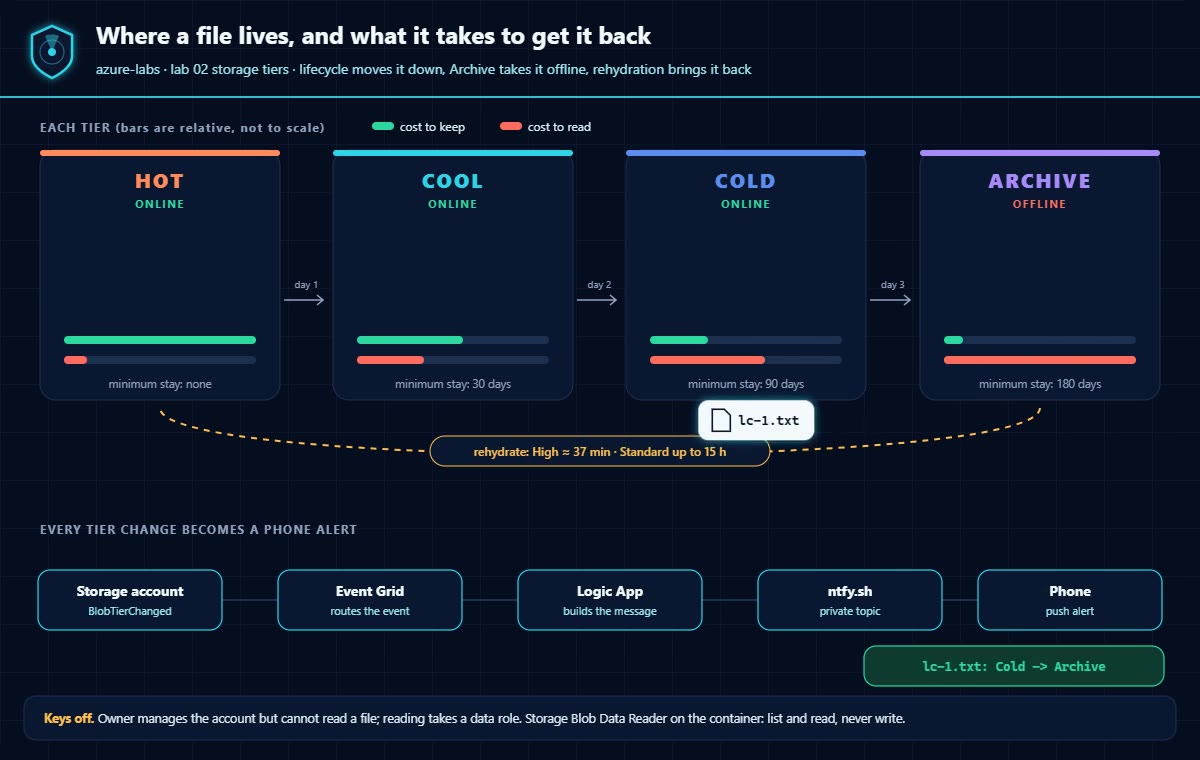 Where a file lives, and what it takes to get it back
azure-labs · lab 02 storage tiers · lifecycle moves it down, Archive takes it offline, rehydration brings it back
EACH TIER (bars are relative, not to scale)
cost to keep
cost to read
HOT
ONLINE
minimum stay: none
day 1
COOL
ONLINE
minimum stay: 30 days
day 2
COLD
ONLINE
minimum stay: 90 days
day 3
ARCHIVE
OFFLINE
minimum stay: 180 days
lc-1.txt
rehydrate: High ≈ 37 min · Standard up to 15 h
EVERY TIER CHANGE BECOMES A PHONE ALERT
Storage account
BlobTierChanged
Event Grid
routes the event
Logic App
builds the message
ntfy.sh
private topic
Phone
push alert
lc-1.txt: Cold -> Archive
Keys off. Owner manages the account but cannot read a file; reading takes a data role. Storage Blob Data Reader on the container: list and read, never write.